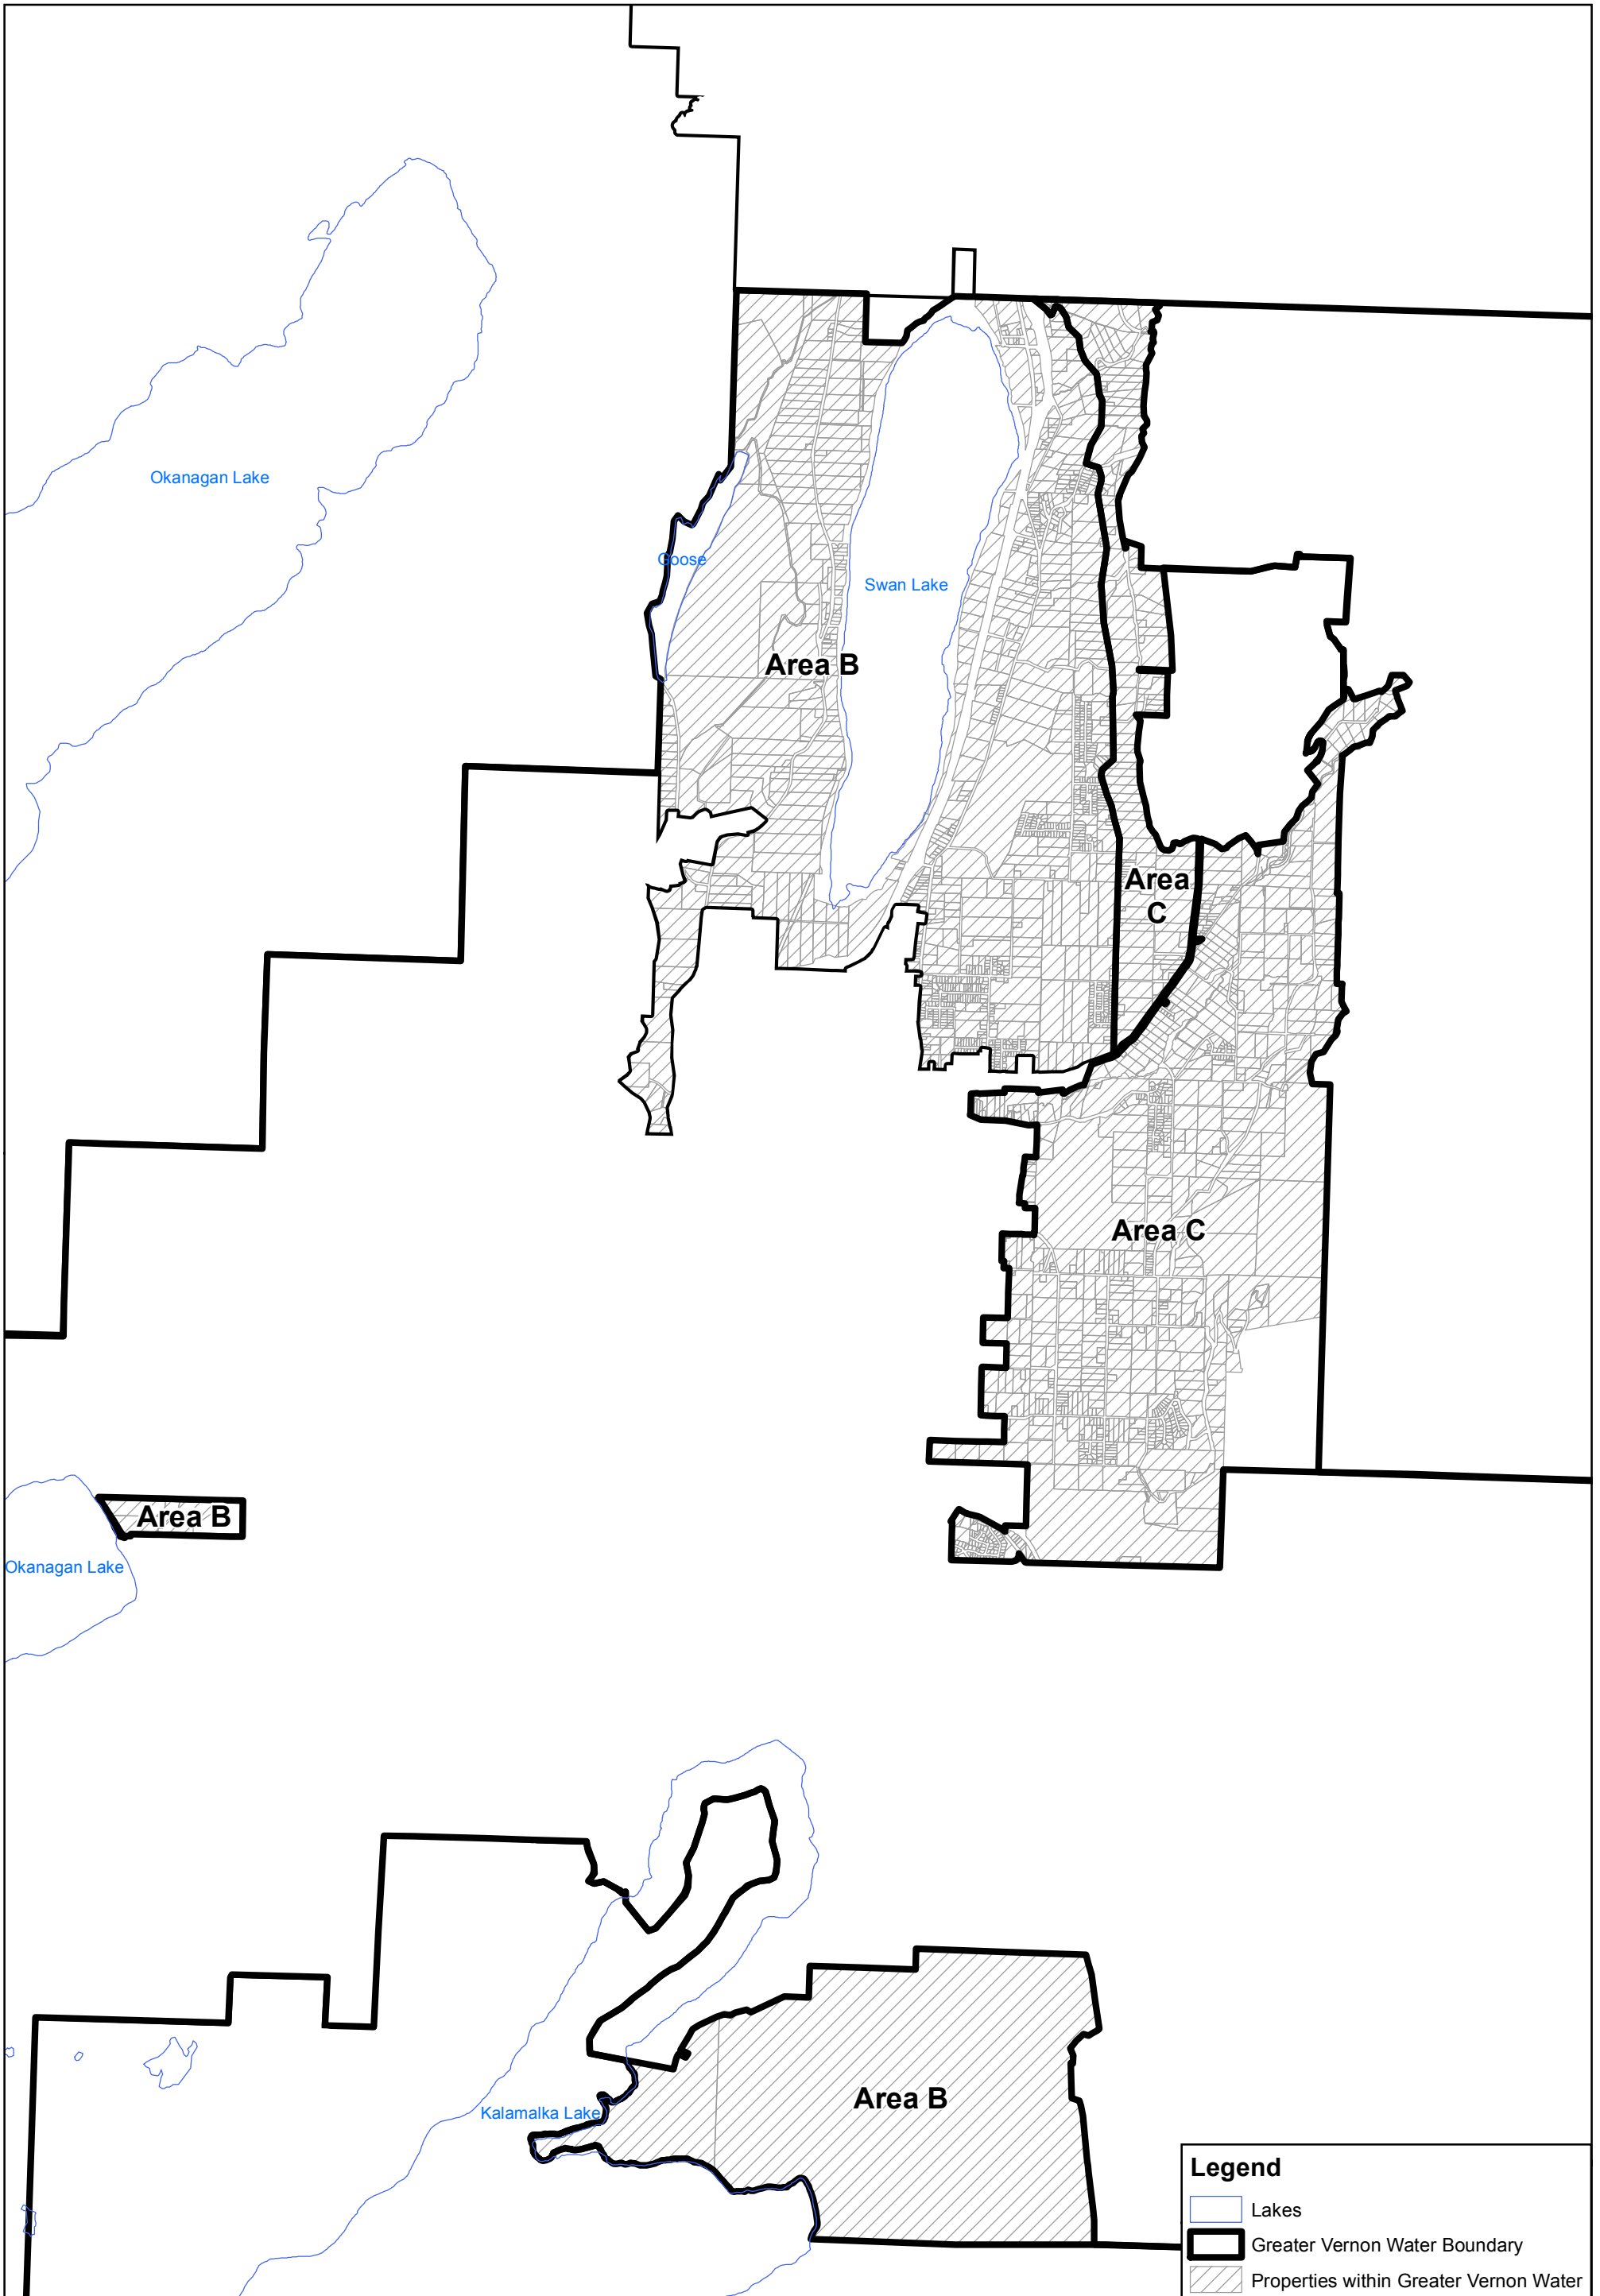 Okanagan Lake
Goose
Swan Lake
Area B
Area
C
Area C
Area B
Okanagan Lake
Area B
Kalamalka Lake
Legend
Lakes
Greater Vernon Water Boundary
Properties within Greater Vernon Water